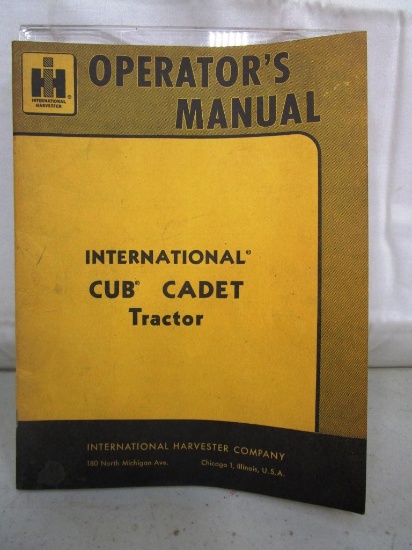 IH
®
INTERNATIONAL
HARVESTER
OPERATOR'S
MANUAL
INTERNATIONAL®
CUB® CADET
Tractor
INTERNATIONAL HARVESTER COMPANY
180 North Michigan Ave. Chicago 1, Illinois, U.S.A.